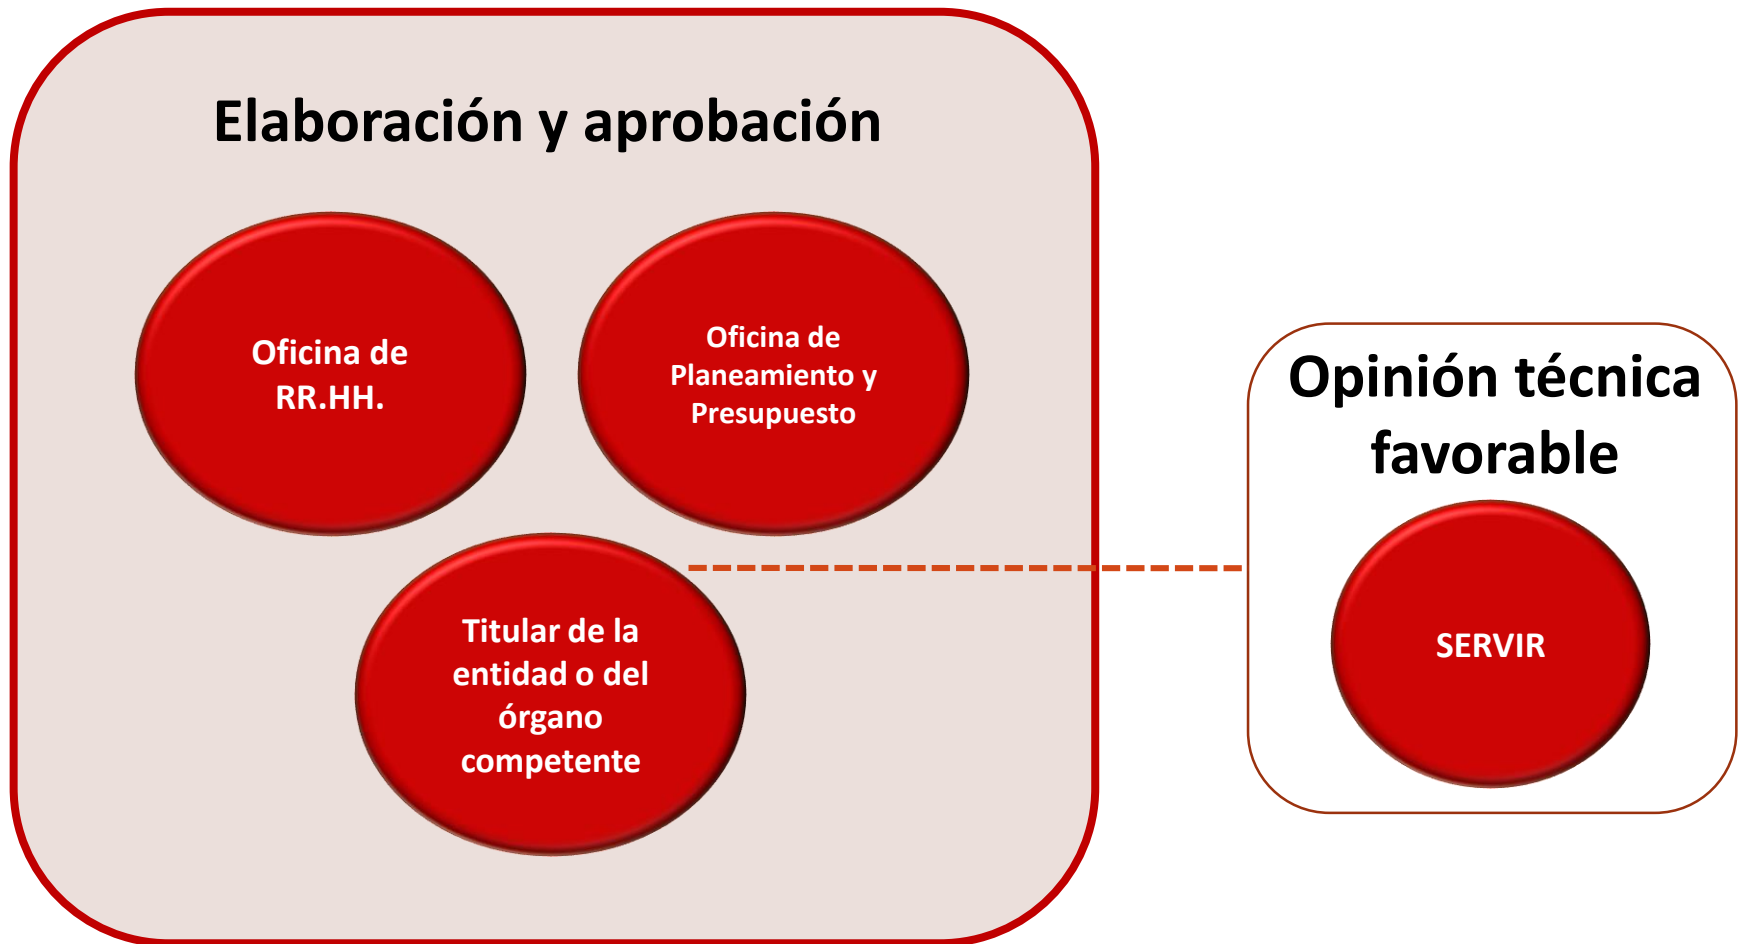 Elaboración y aprobación
Oficina de
RR.HH.
Oficina de
Planeamiento y
Presupuesto
Titular de la
entidad o del
órgano
competente
Opinión técnica
favorable
SERVIR